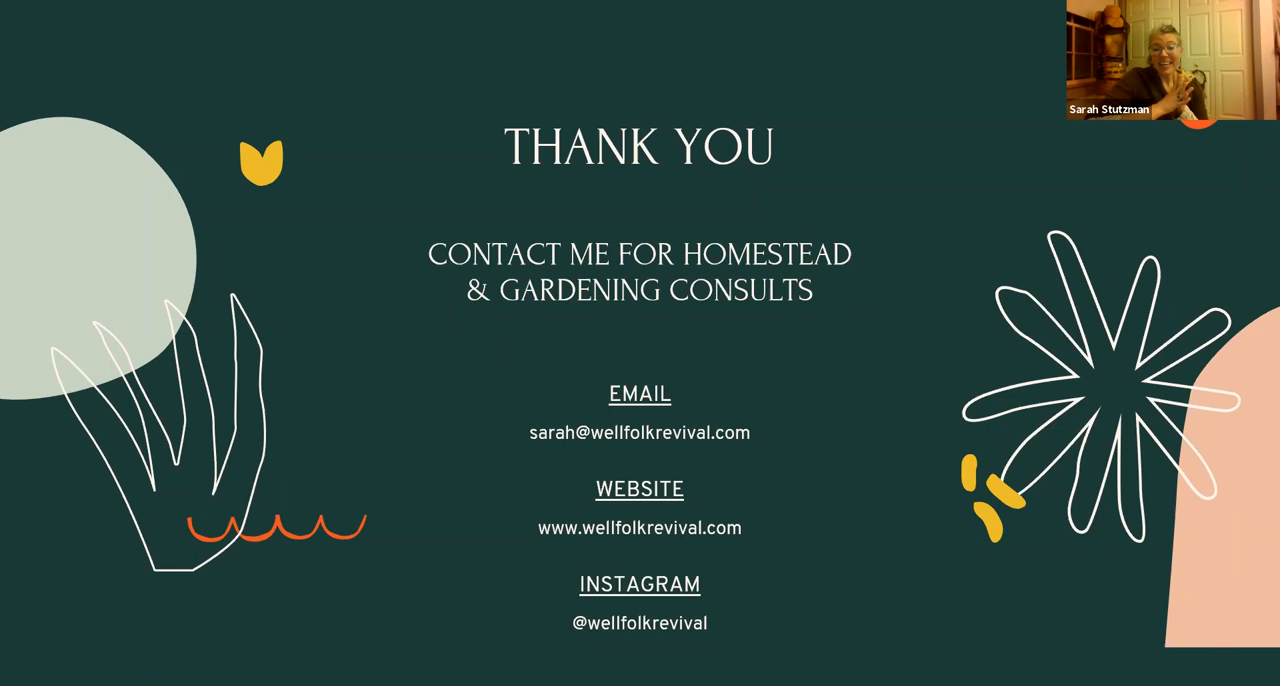 THANK YOU
CONTACT ME FOR HOMESTEAD
& GARDENING CONSULTS
EMAIL
sarah@wellfolkrevival.com
WEBSITE
www.wellfolkrevival.com
INSTAGRAM
@wellfolkrevival
Sarah Stutzman